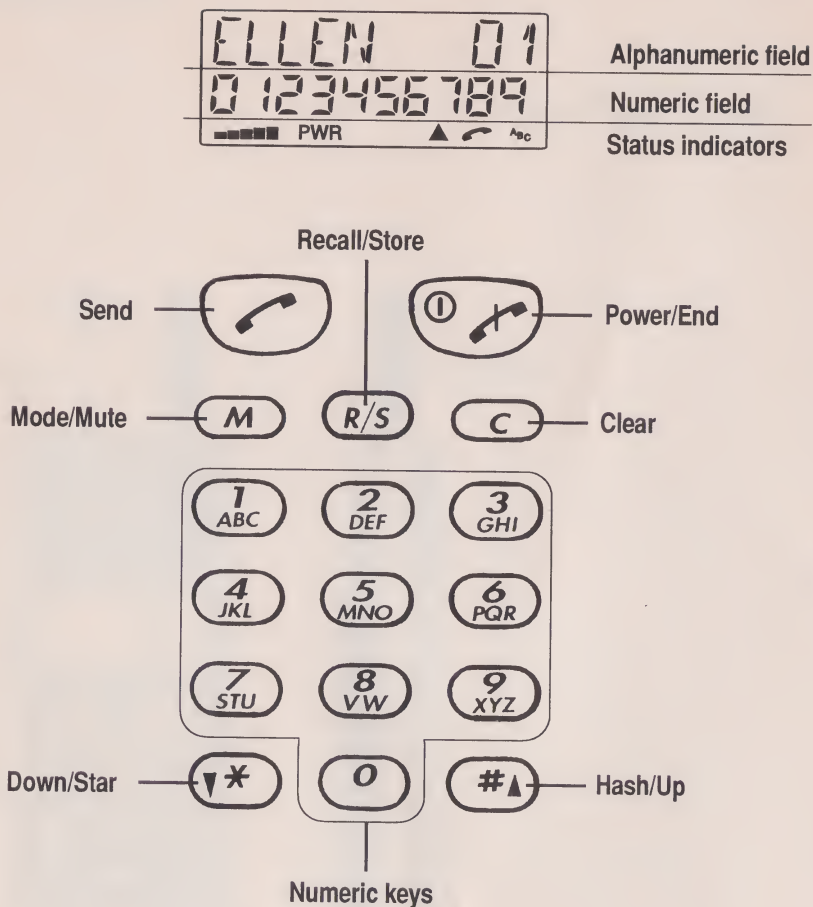 ELLEN 01
Alphanumeric field
0123456789
Numeric field
PWR ABC
Status indicators
Recall/Store
Send
Power/End
Mode/Mute
M
R/S
C
Clear
1 2 3
ABC DEF GHI
4 5 6
JKL MNO PQR
7 8 9
STU VW XYZ
Down/Star
* 0 #
Hash/Up
Numeric keys